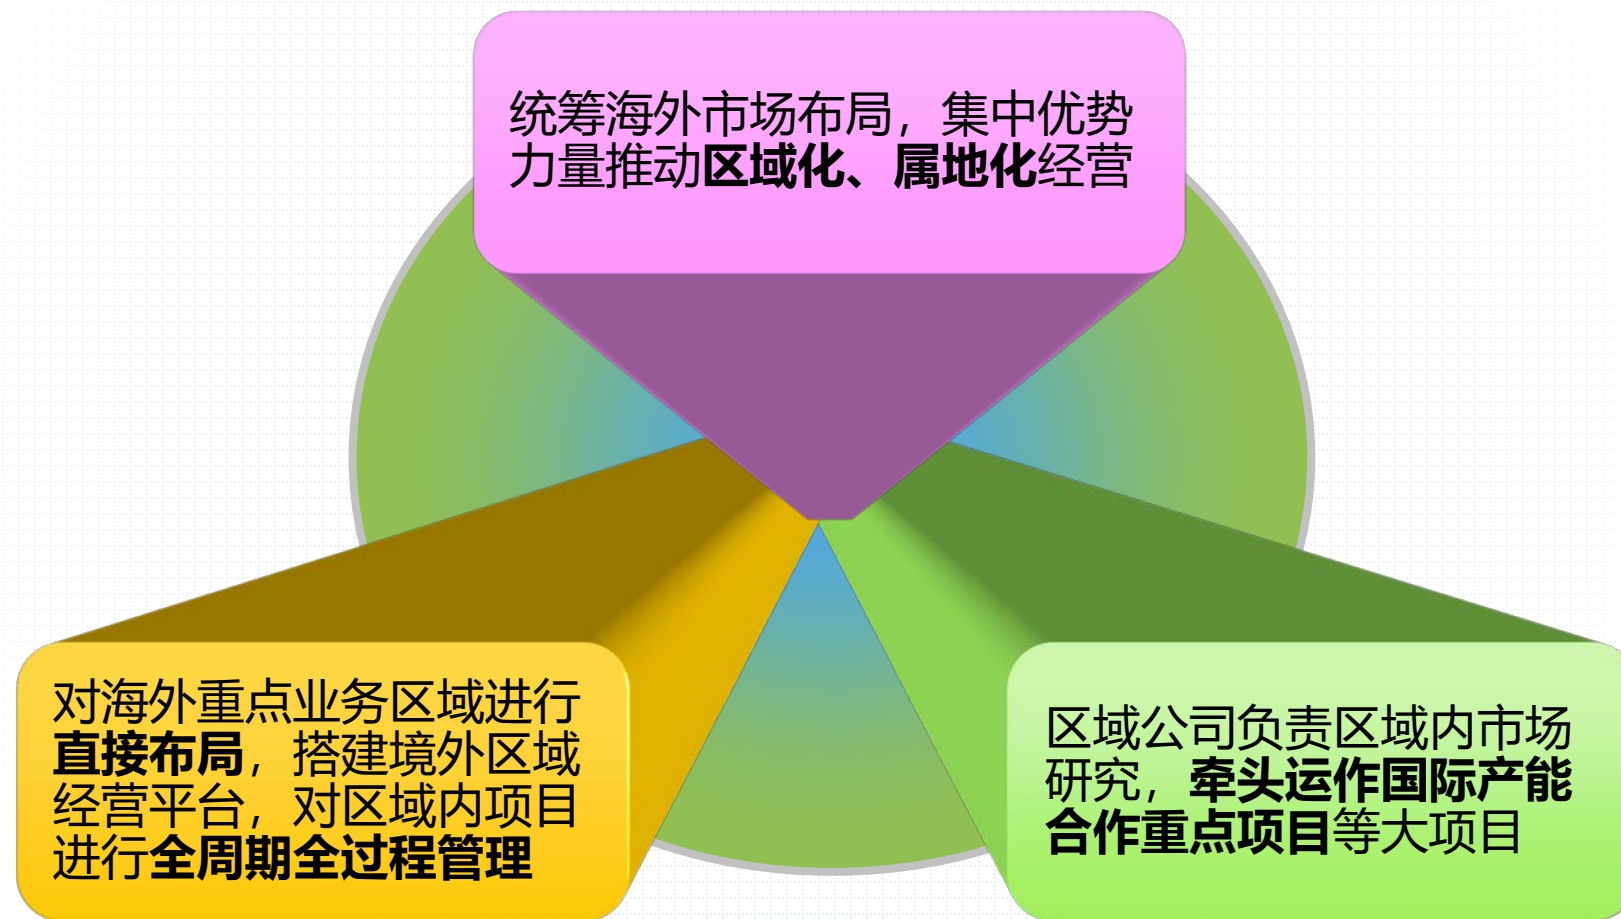 统筹海外市场布局，集中优势
力量推动区域化、属地化经营
对海外重点业务区域进行
直接布局，搭建境外区域
经营平台，对区域内项目
进行全周期全过程管理
区域公司负责区域内市场
研究，牵头运作国际产能
合作重点项目等大项目